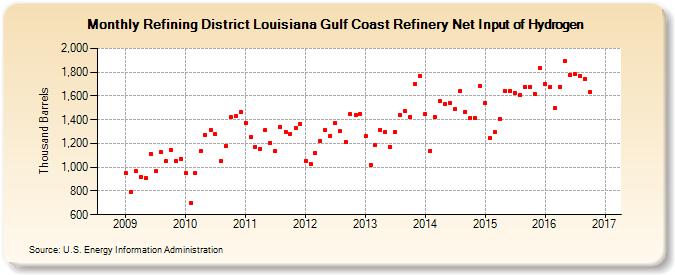 Monthly Refining District Louisiana Gulf Coast Refinery Net Input of Hydrogen
Thousand Barrels
2,000
1,800
1,600
1,400
1,200
1,000
800
600
2009 2010 2011 2012 2013 2014 2015 2016 2017
Source: U.S. Energy Information Administration